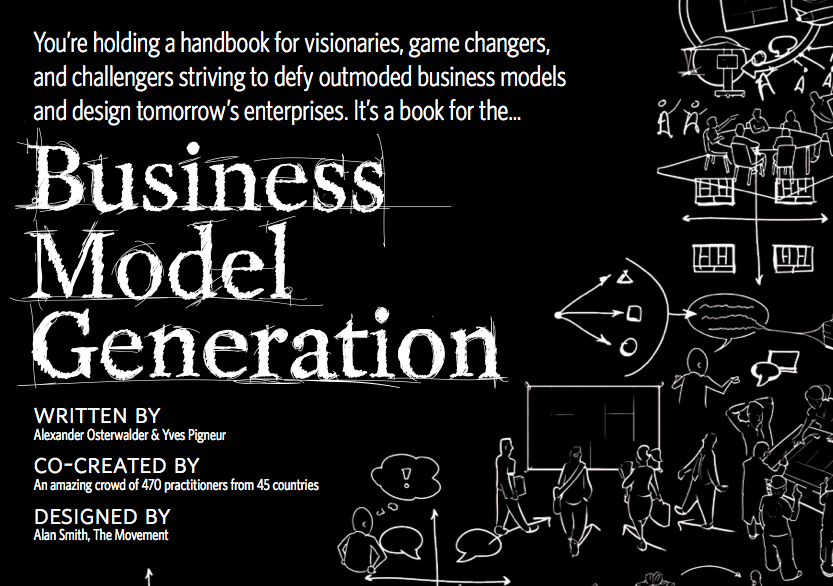 You're holding a handbook for visionaries, game changers,
and challengers striving to defy outmoded business models
and design tomorrow's enterprises. It's a book for the...
Business
Model
Generation
WRITTEN BY
Alexander Osterwalder & Yves Pigneur
CO-CREATED BY
An amazing crowd of 470 practitioners from 45 countries
DESIGNED BY
Alan Smith, The Movement